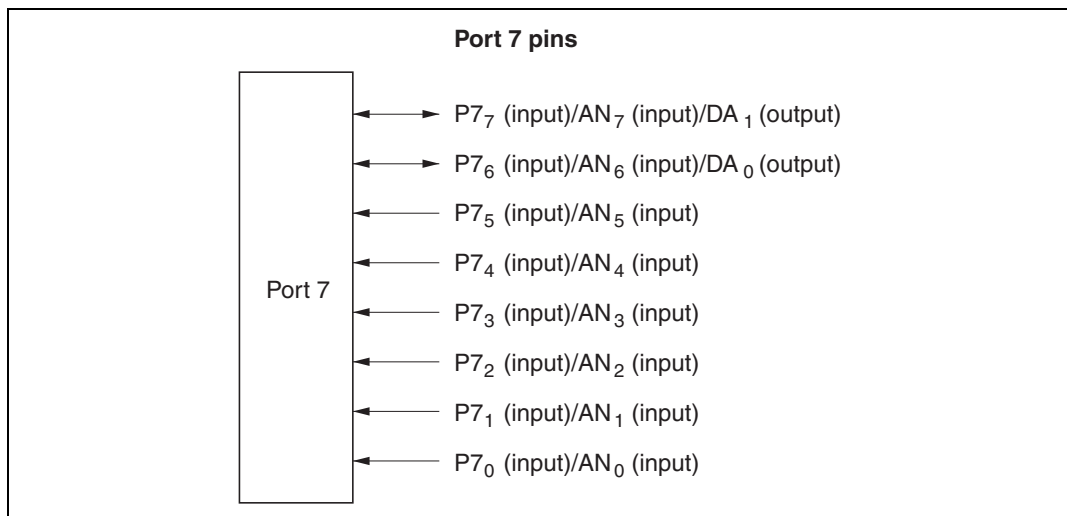 Port 7 pins
P7₇ (input)/AN₇ (input)/DA₁ (output)
P7₆ (input)/AN₆ (input)/DA₀ (output)
P7₅ (input)/AN₅ (input)
P7₄ (input)/AN₄ (input)
Port 7
P7₃ (input)/AN₃ (input)
P7₂ (input)/AN₂ (input)
P7₁ (input)/AN₁ (input)
P7₀ (input)/AN₀ (input)